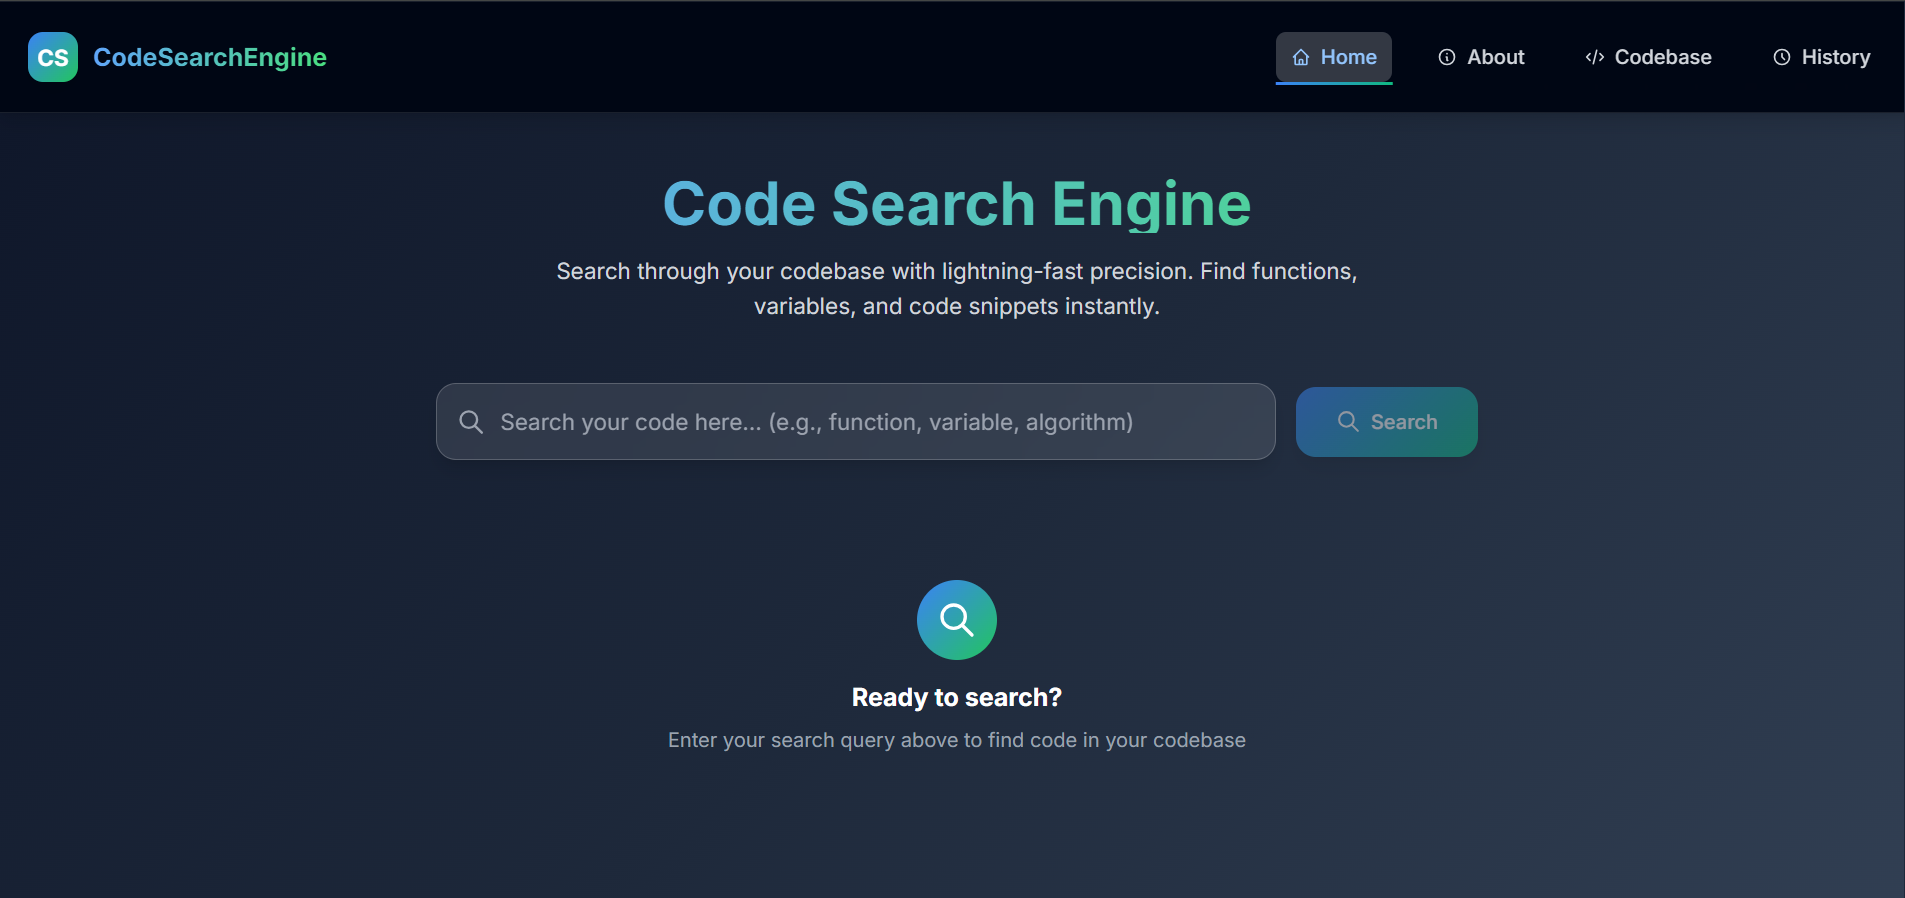 CS CodeSearchEngine Home About </> Codebase History
Code Search Engine
Search through your codebase with lightning-fast precision. Find functions,
variables, and code snippets instantly.
Search your code here... (e.g., function, variable, algorithm) Search
Ready to search?
Enter your search query above to find code in your codebase